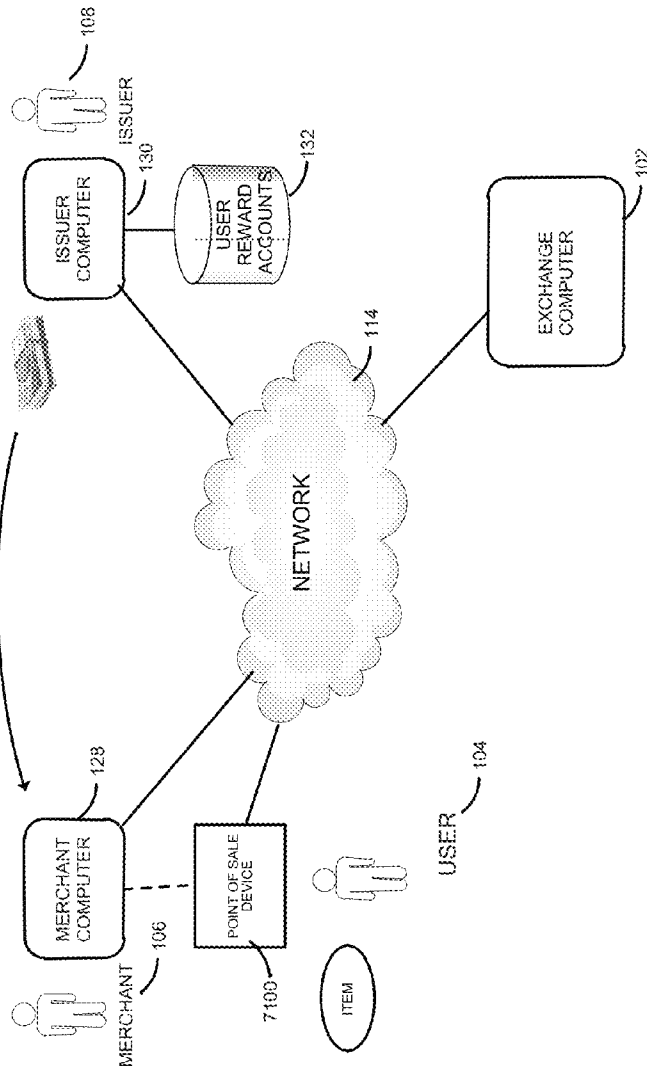 MERCHANT
COMPUTER
128
ISSUER
COMPUTER
108
MERCHANT
106
ISSUER
130
POINT OF SALE
DEVICE
7100
USER
REWARD
ACCOUNTS
132
NETWORK
114
ITEM
USER
104
EXCHANGE
COMPUTER
102